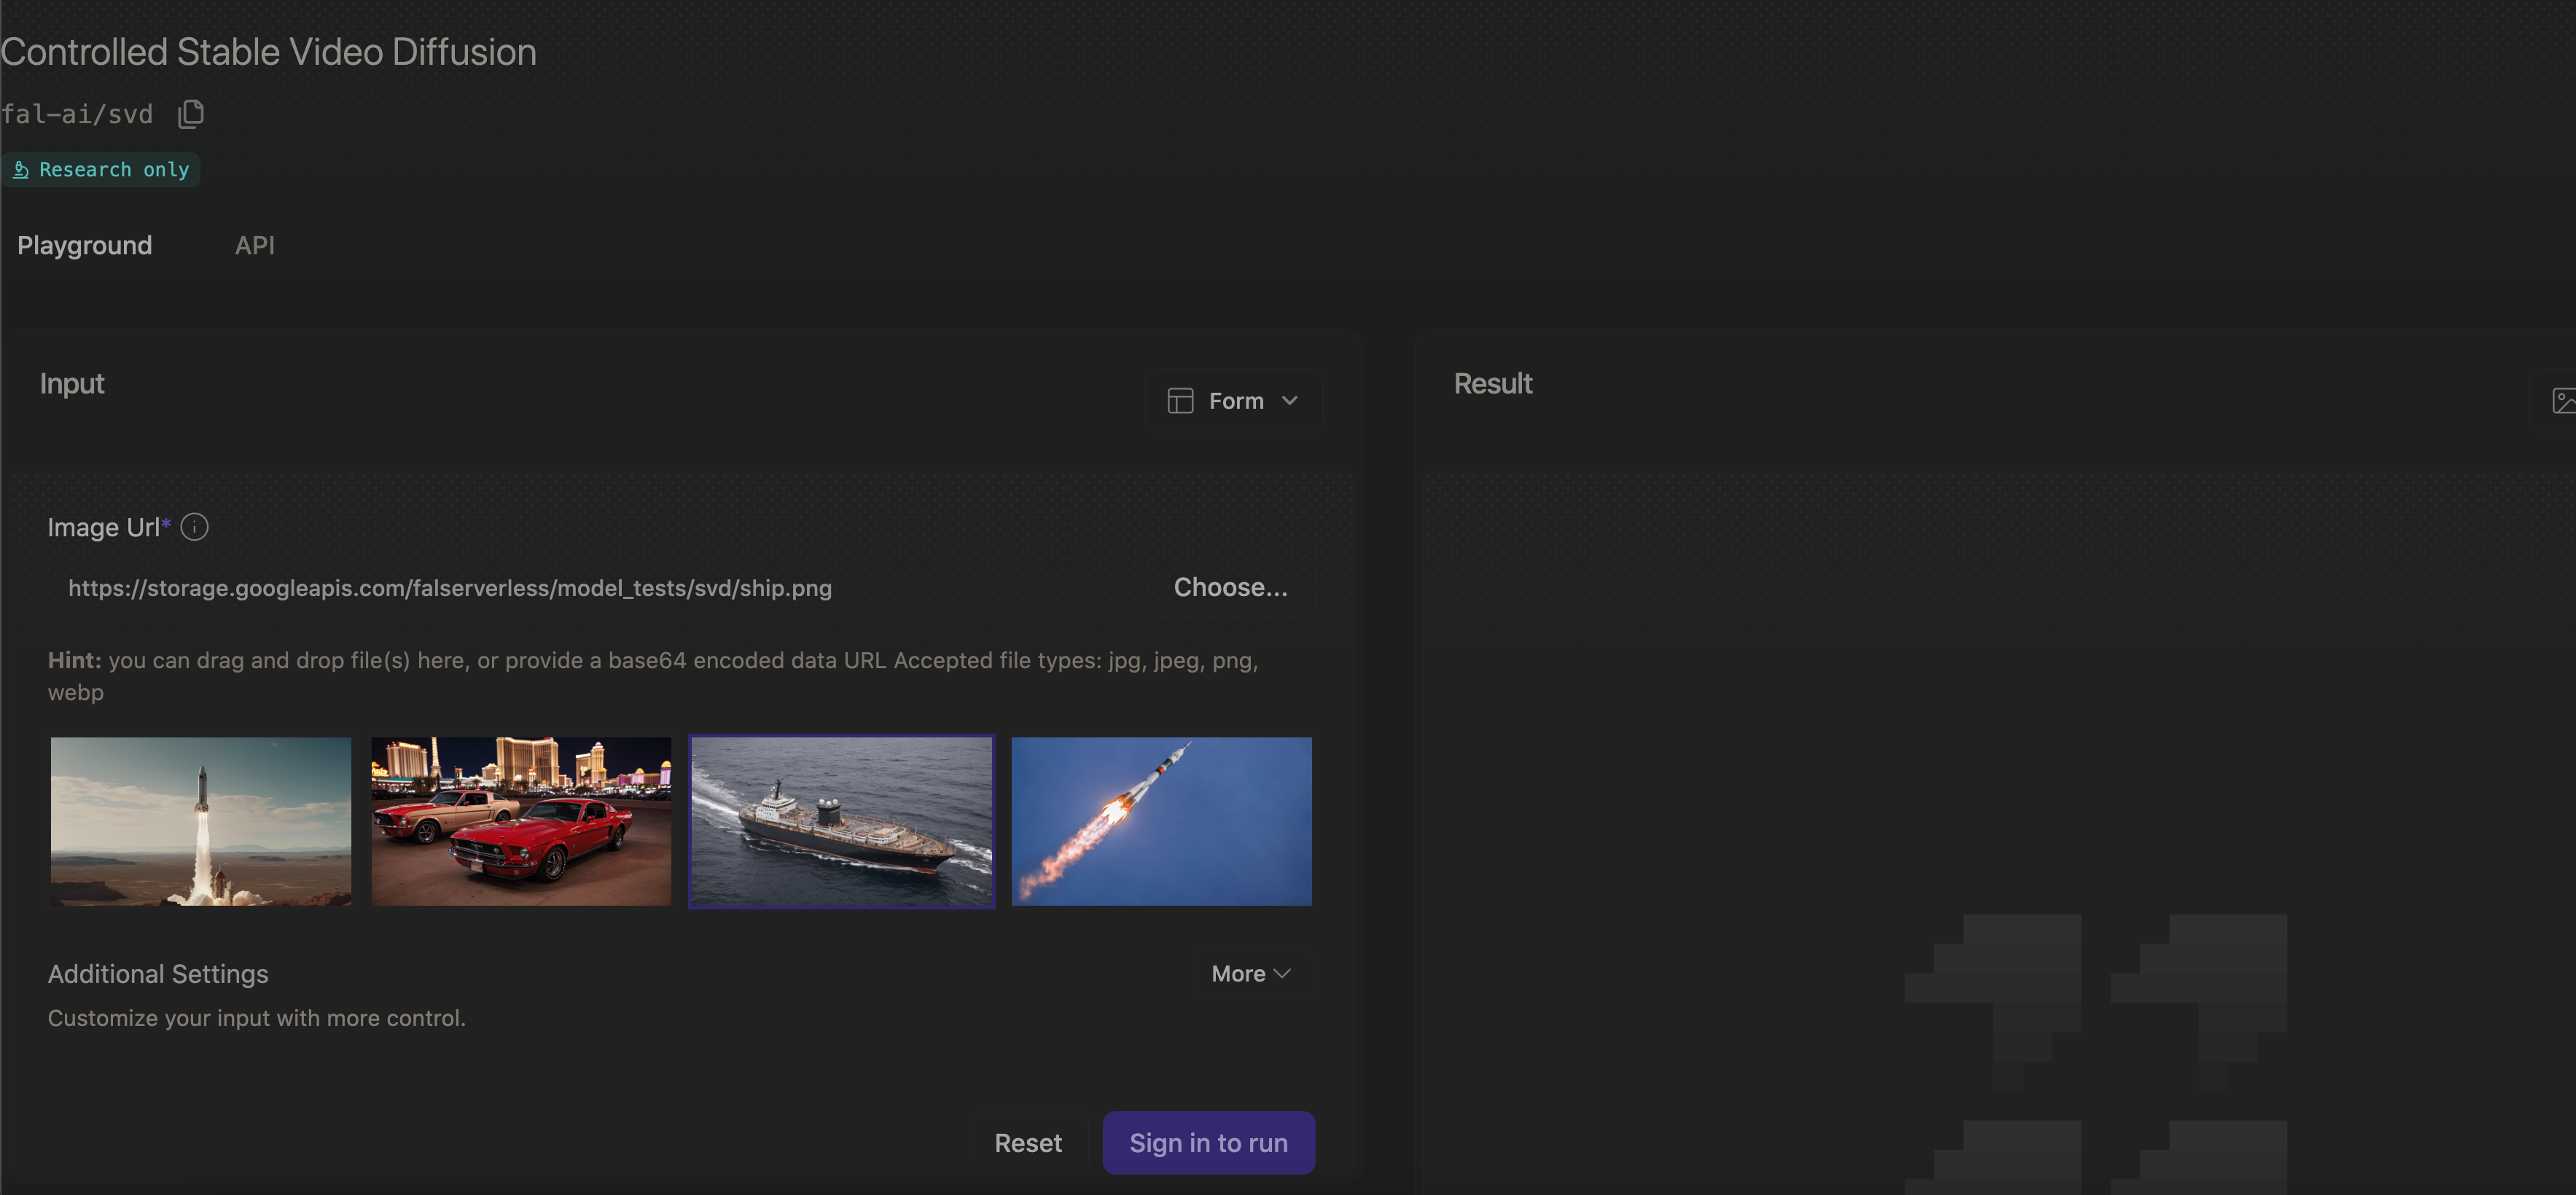 Controlled Stable Video Diffusion
fal-ai/svd
Research only
Playground
API
Input
Form
Image Url*
https://storage.googleapis.com/falserverless/model_tests/svd/ship.png
Choose...
Hint: you can drag and drop file(s) here, or provide a base64 encoded data URL Accepted file types: jpg, jpeg, png,
webp
Additional Settings
More
Customize your input with more control.
Reset
Sign in to run
Result